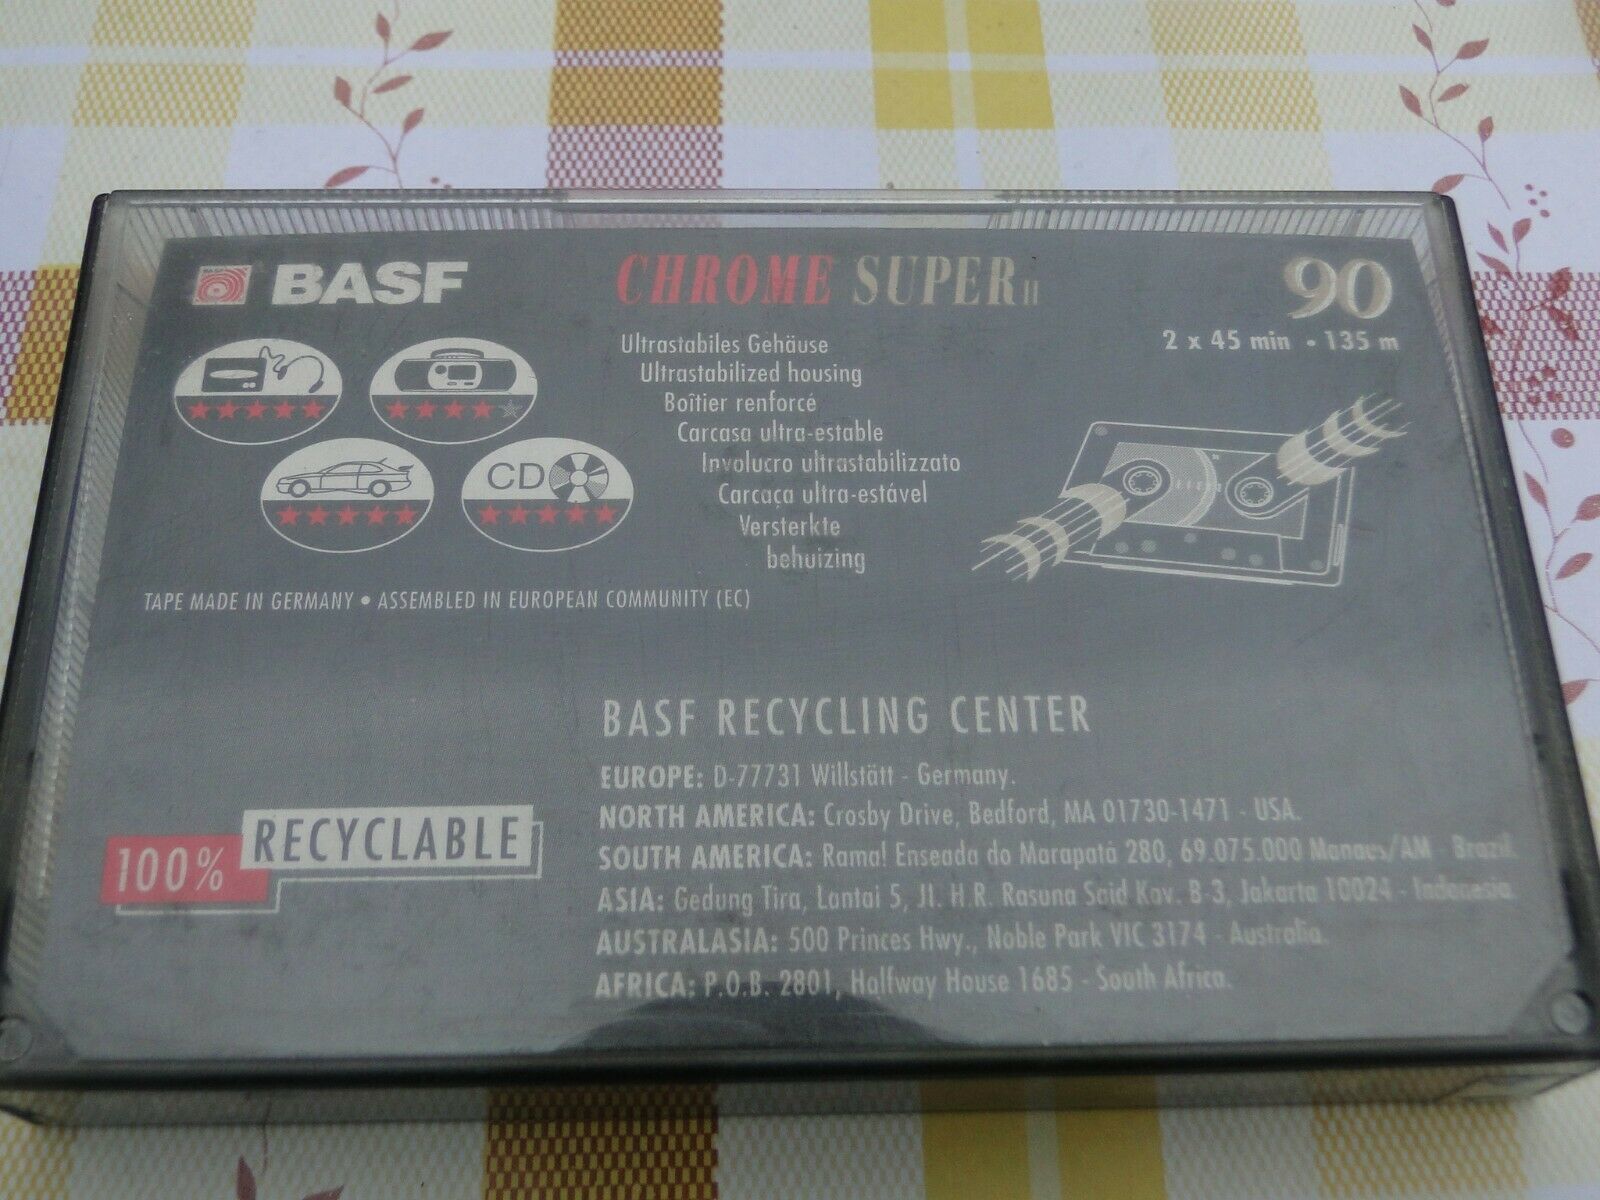 BASF
CHROME SUPER II
90
2 x 45 min • 135 m
Ultrastabiles Gehäuse
Ultrastabilized housing
Boîtier renforcé
Carcasa ultra-estable
Involucro ultrastabilizzato
Carcaça ultra-estável
Versterkte
behuizing
CD
TAPE MADE IN GERMANY • ASSEMBLED IN EUROPEAN COMMUNITY (EC)
BASF RECYCLING CENTER
EUROPE: D-77731 Willstätt - Germany.
NORTH AMERICA: Crosby Drive, Bedford, MA 01730-1471 - USA.
SOUTH AMERICA: Ramal Enseada do Marapatá 280, 69.075.000 Manaus/AM - Brazil.
ASIA: Gedung Tira, Lantai 5, Jl. H.R. Rasuna Said Kav. B-3, Jakarta 10024 - Indonesia.
AUSTRALASIA: 500 Princes Hwy., Noble Park VIC 3174 - Australia.
AFRICA: P.O.B. 2801, Halfway House 1685 - South Africa.
100% RECYCLABLE